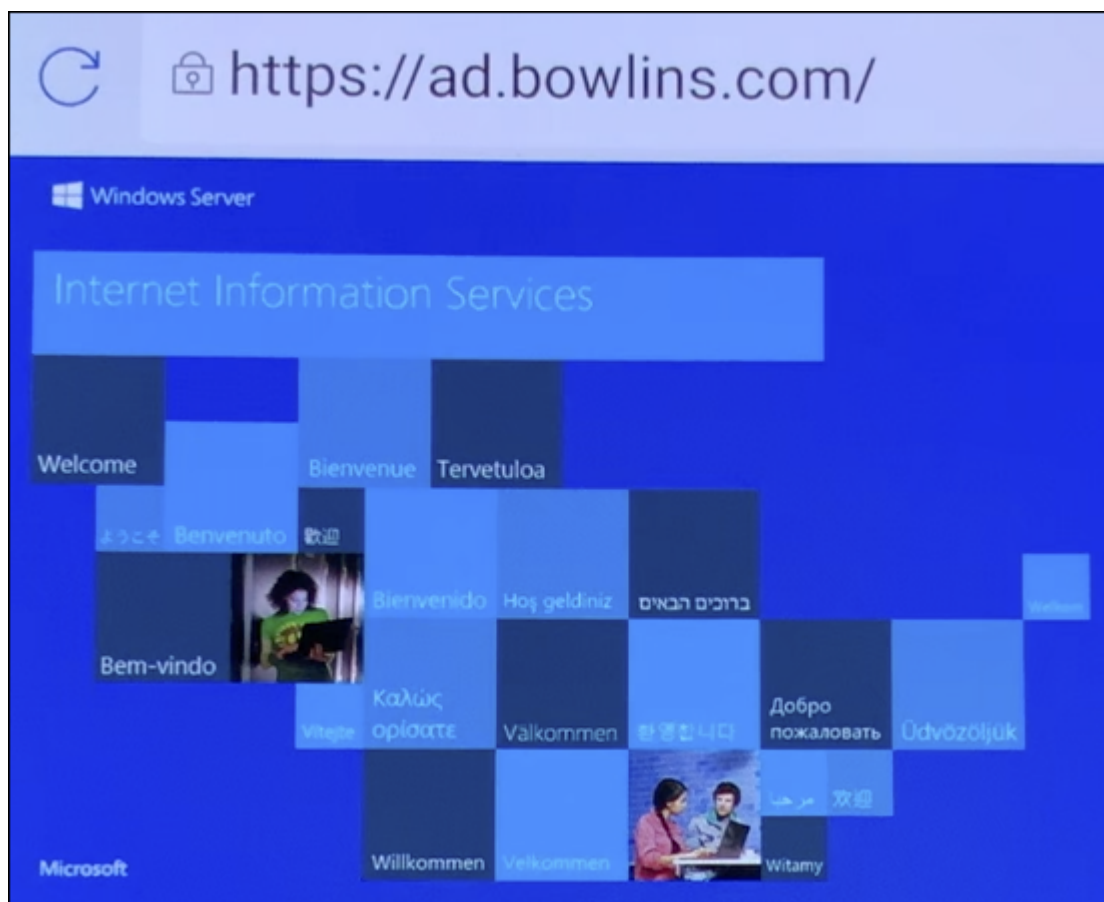 https://ad.bowlins.com/
Windows Server
Internet Information Services
Welcome
Bienvenue
Tervetuloa
ようこそ
Benvenuto
歡迎
Bienvenido
Hoş geldiniz
ברוכים הבאים
Welkom
Bem-vindo
Vítejte
Καλώς
ορίσατε
Välkommen
환영합니다
Добро
пожаловать
Üdvözöljük
مرحبا
欢迎
Microsoft
Willkommen
Velkommen
Witamy